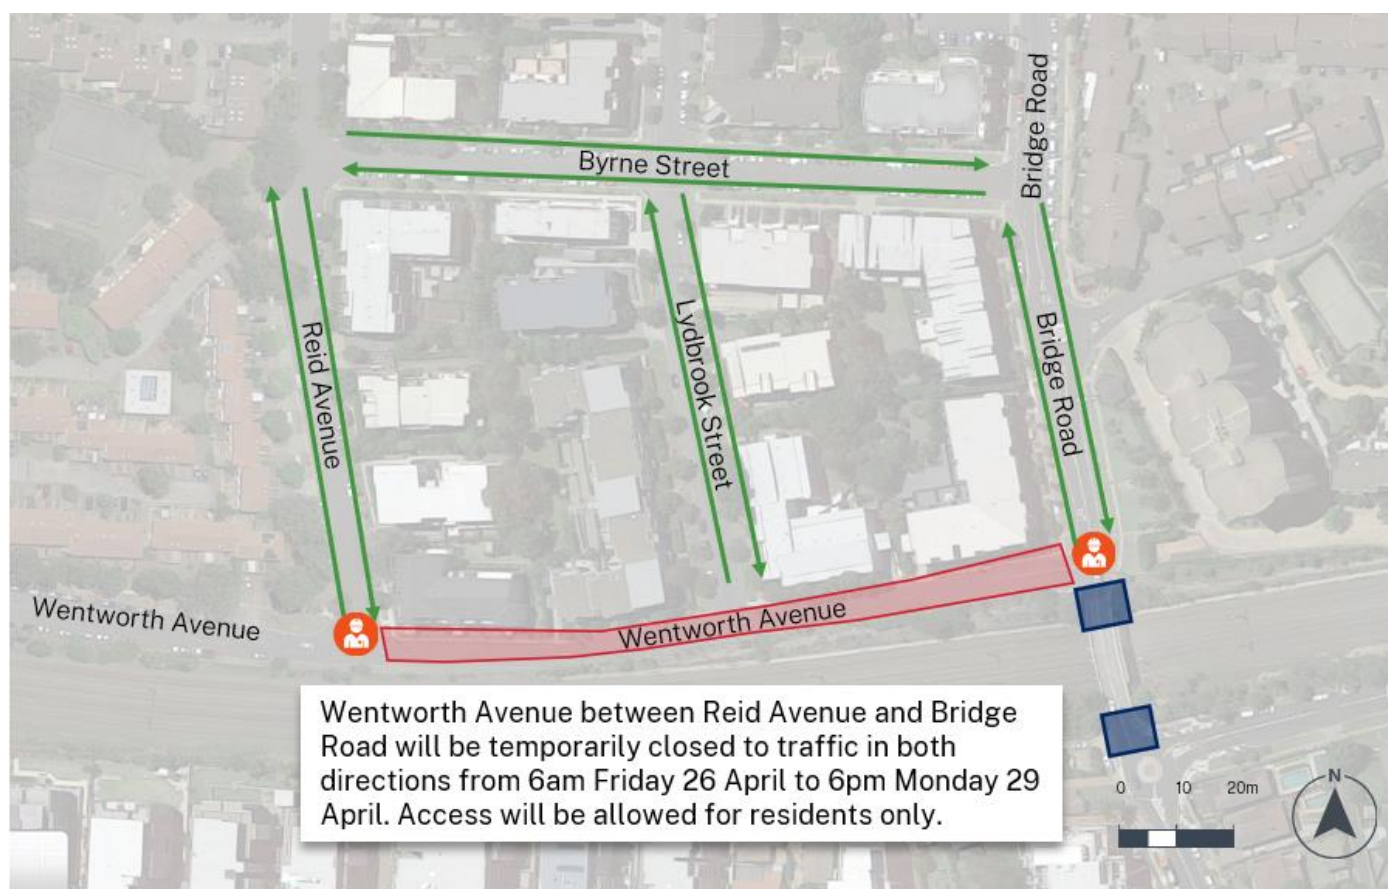 Bridge Road
Byrne Street
Reid Avenue
Lydbrook Street
Bridge Road
Wentworth Avenue
Wentworth Avenue
Wentworth Avenue between Reid Avenue and Bridge
Road will be temporarily closed to traffic in both
directions from 6am Friday 26 April to 6pm Monday 29
April. Access will be allowed for residents only.
0 10 20m
N